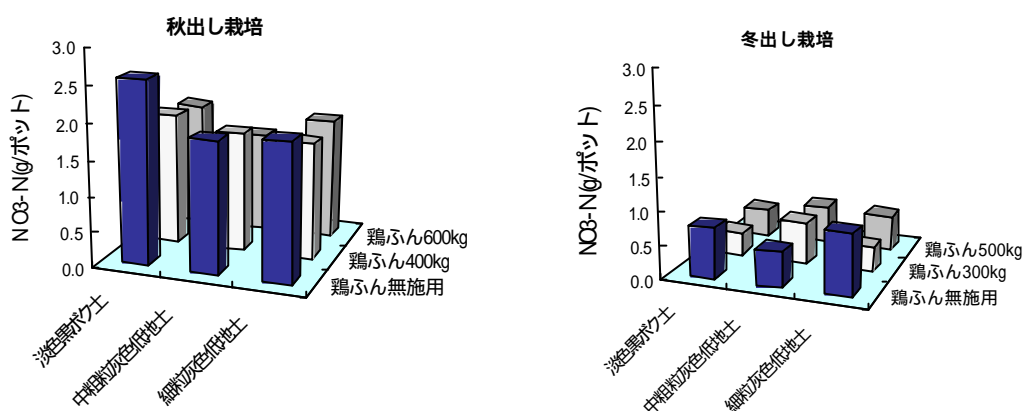 秋出し栽培
NO3-N(g/ポット)
3.0
2.5
2.0
1.5
1.0
0.5
0.0
鶏ふん600kg
鶏ふん400kg
鶏ふん無施用
淡色黒ボク土
中粗粒灰色低地土
細粒灰色低地土
冬出し栽培
NO3-N(g/ポット)
3.0
2.5
2.0
1.5
1.0
0.5
0.0
鶏ふん500kg
鶏ふん300kg
鶏ふん無施用
淡色黒ボク土
中粗粒灰色低地土
細粒灰色低地土